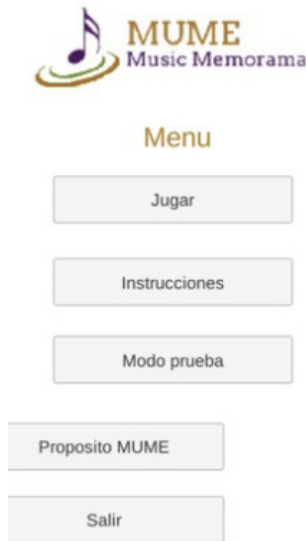 MUME
Music Memorama
Menu
Jugar
Instrucciones
Modo prueba
Proposito MUME
Salir